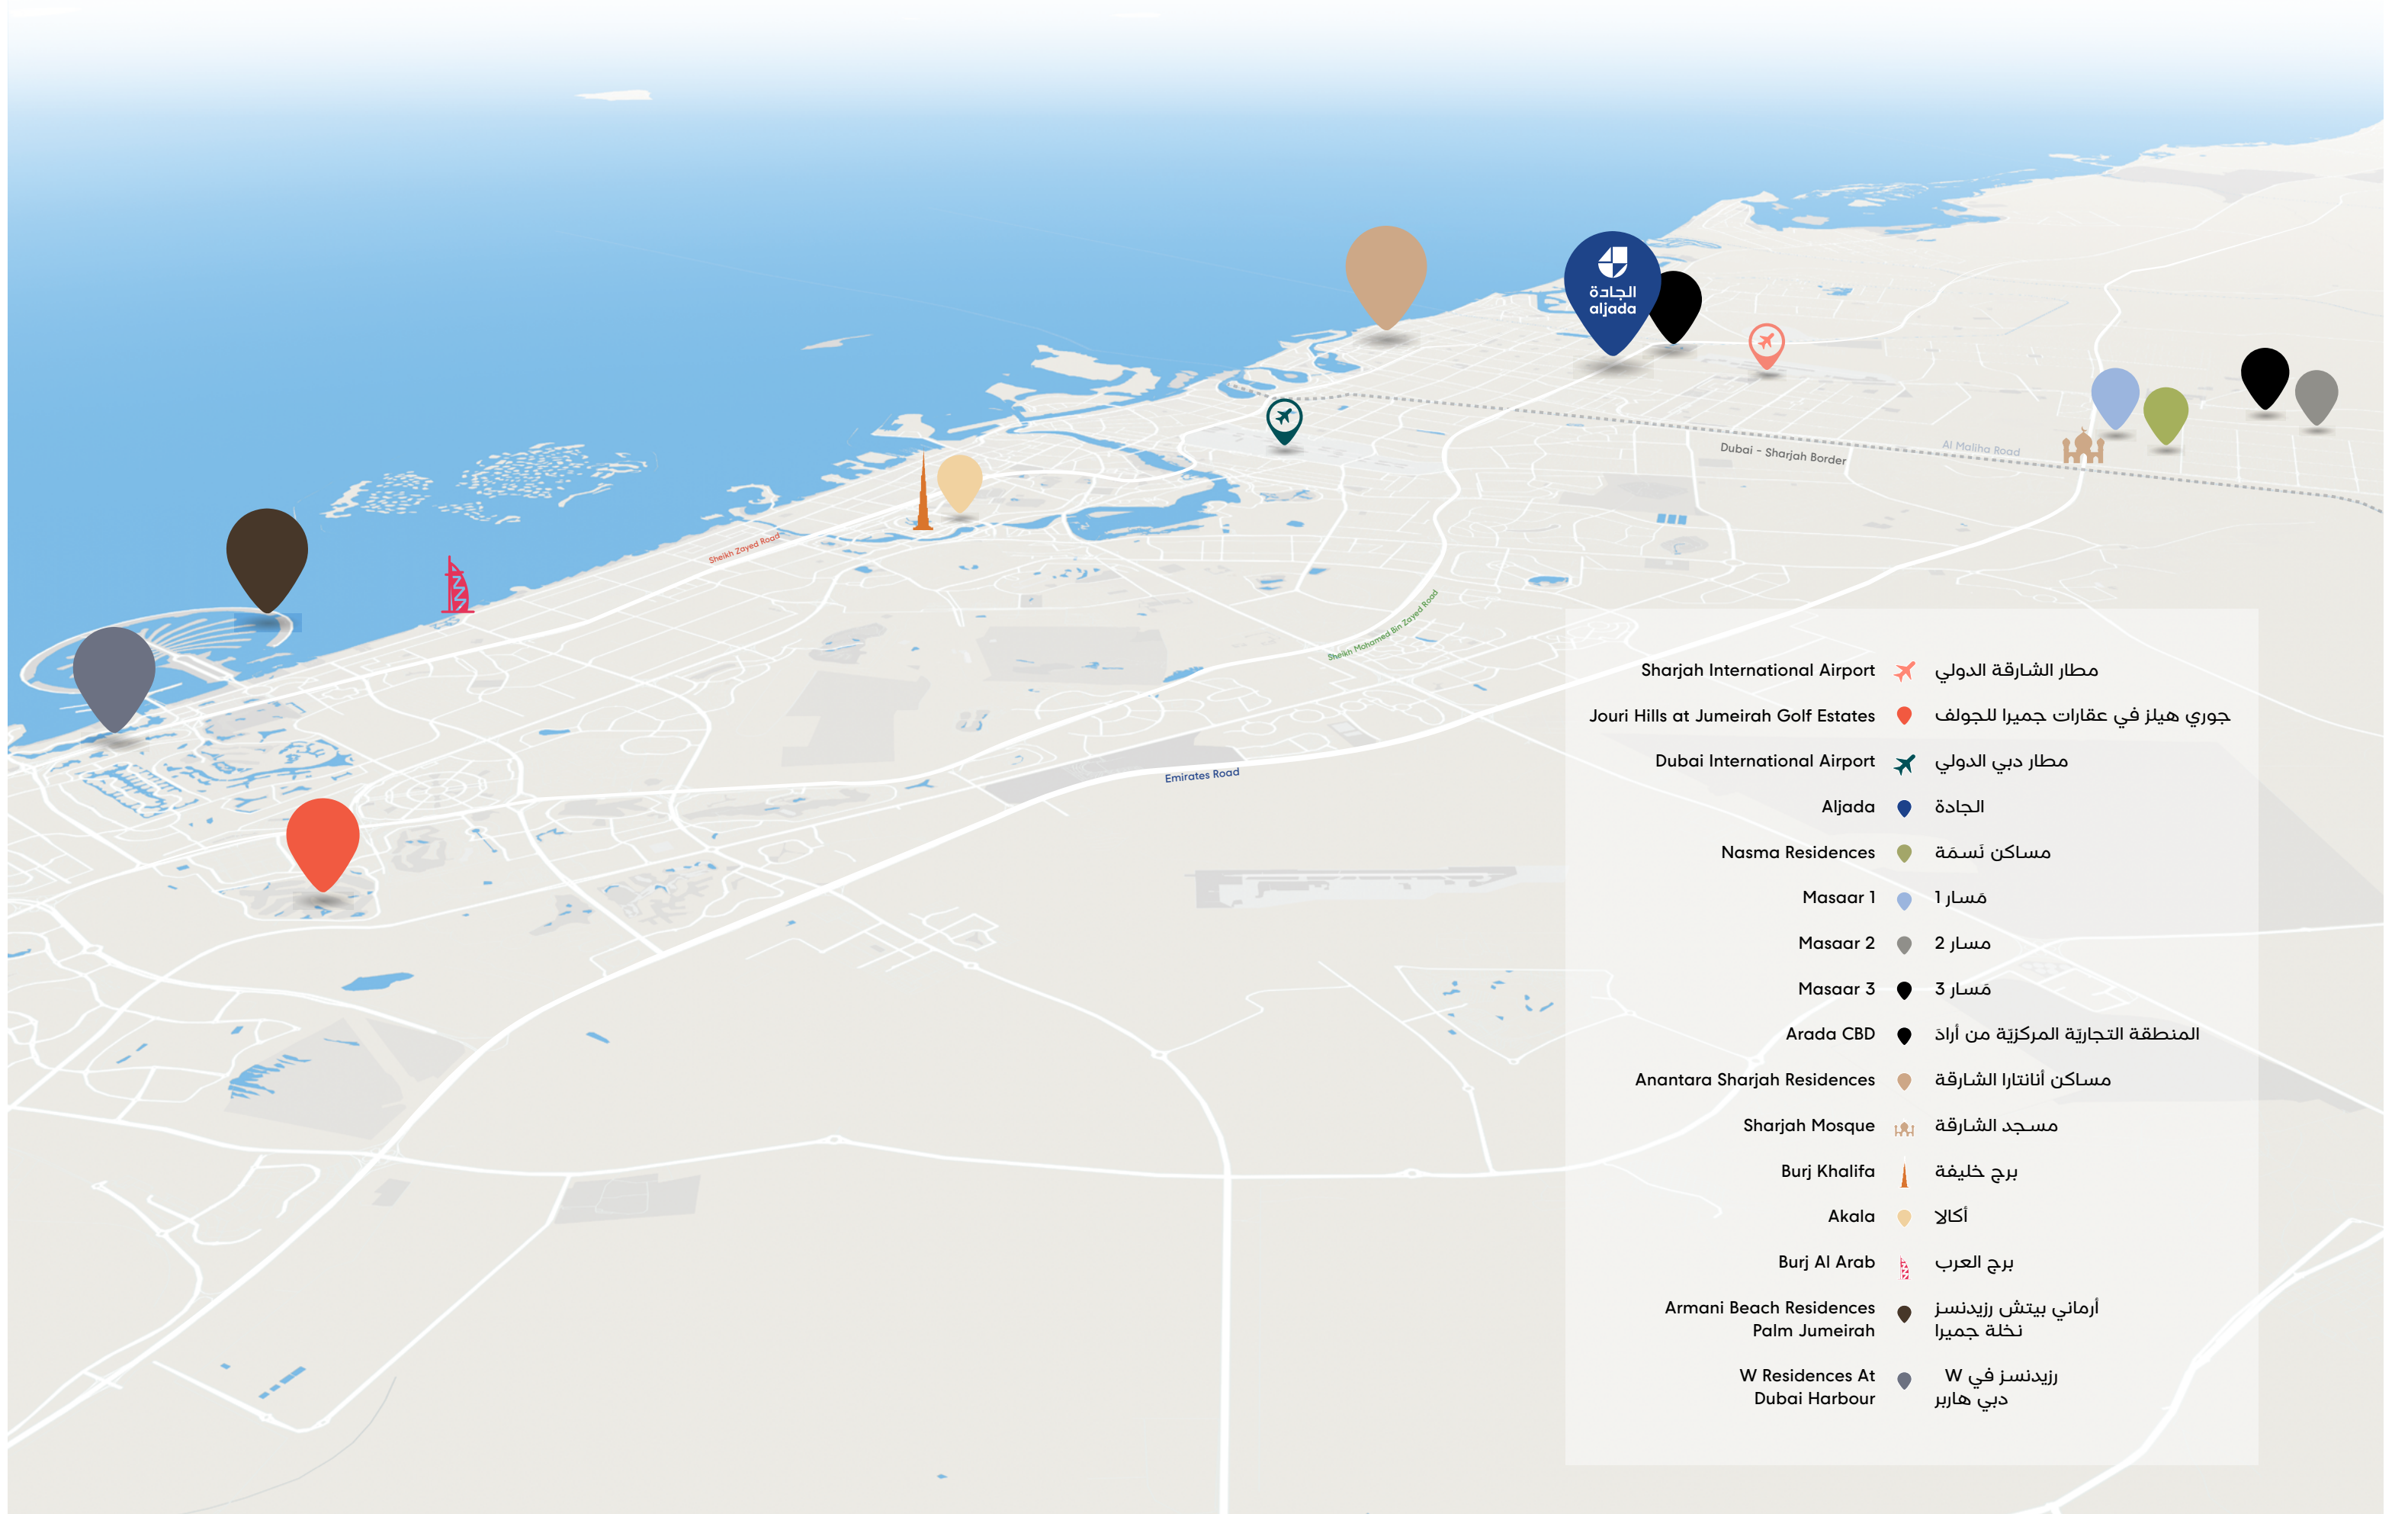 الجادة
aljada
Dubai - Sharjah Border
Al Maliha Road
Sheikh Zayed Road
Sheikh Mohamed Bin Zayed Road
Emirates Road
Sharjah International Airport مطار الشارقة الدولي
Jouri Hills at Jumeirah Golf Estates جوري هيلز في عقارات جميرا للجولف
Dubai International Airport مطار دبي الدولي
Aljada الجادة
Nasma Residences مساكن نَسمَة
Masaar 1 مَسار 1
Masaar 2 مسار 2
Masaar 3 مَسار 3
Arada CBD المنطقة التجاريّة المركزيّة من أرادَ
Anantara Sharjah Residences مساكن أنانتارا الشارقة
Sharjah Mosque مسجد الشارقة
Burj Khalifa برج خليفة
Akala أكالا
Burj Al Arab برج العرب
Armani Beach Residences أرماني بيتش رزيدنسز
Palm Jumeirah نخلة جميرا
W Residences At W رزيدنسز في
Dubai Harbour دبي هاربر